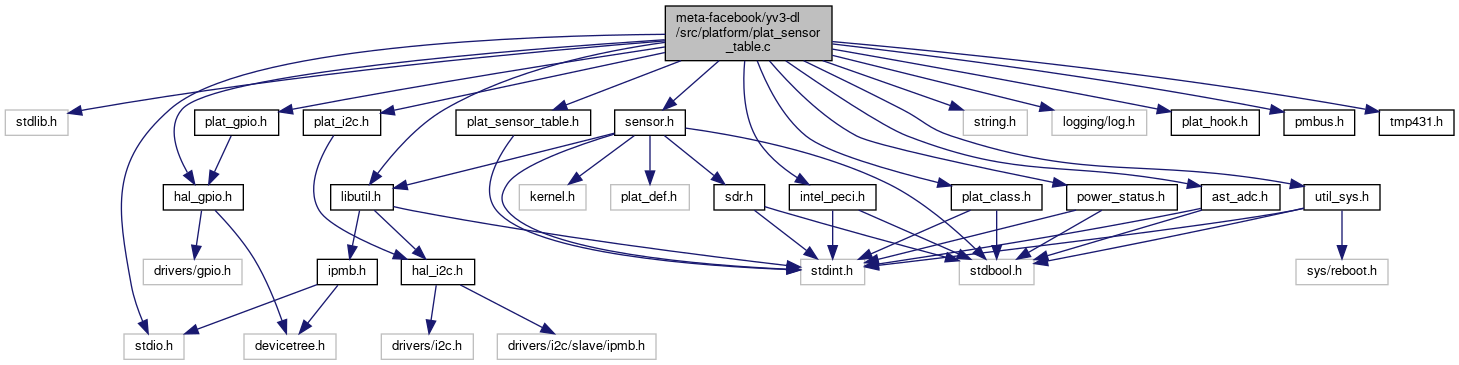 meta-facebook/yv3-dl
/src/platform/plat_sensor
_table.c
stdlib.h
plat_gpio.h
plat_i2c.h
plat_sensor_table.h
sensor.h
string.h
logging/log.h
plat_hook.h
pmbus.h
tmp431.h
hal_gpio.h
libutil.h
kernel.h
plat_def.h
sdr.h
intel_peci.h
plat_class.h
power_status.h
ast_adc.h
util_sys.h
drivers/gpio.h
ipmb.h
hal_i2c.h
stdint.h
stdbool.h
sys/reboot.h
stdio.h
devicetree.h
drivers/i2c.h
drivers/i2c/slave/ipmb.h